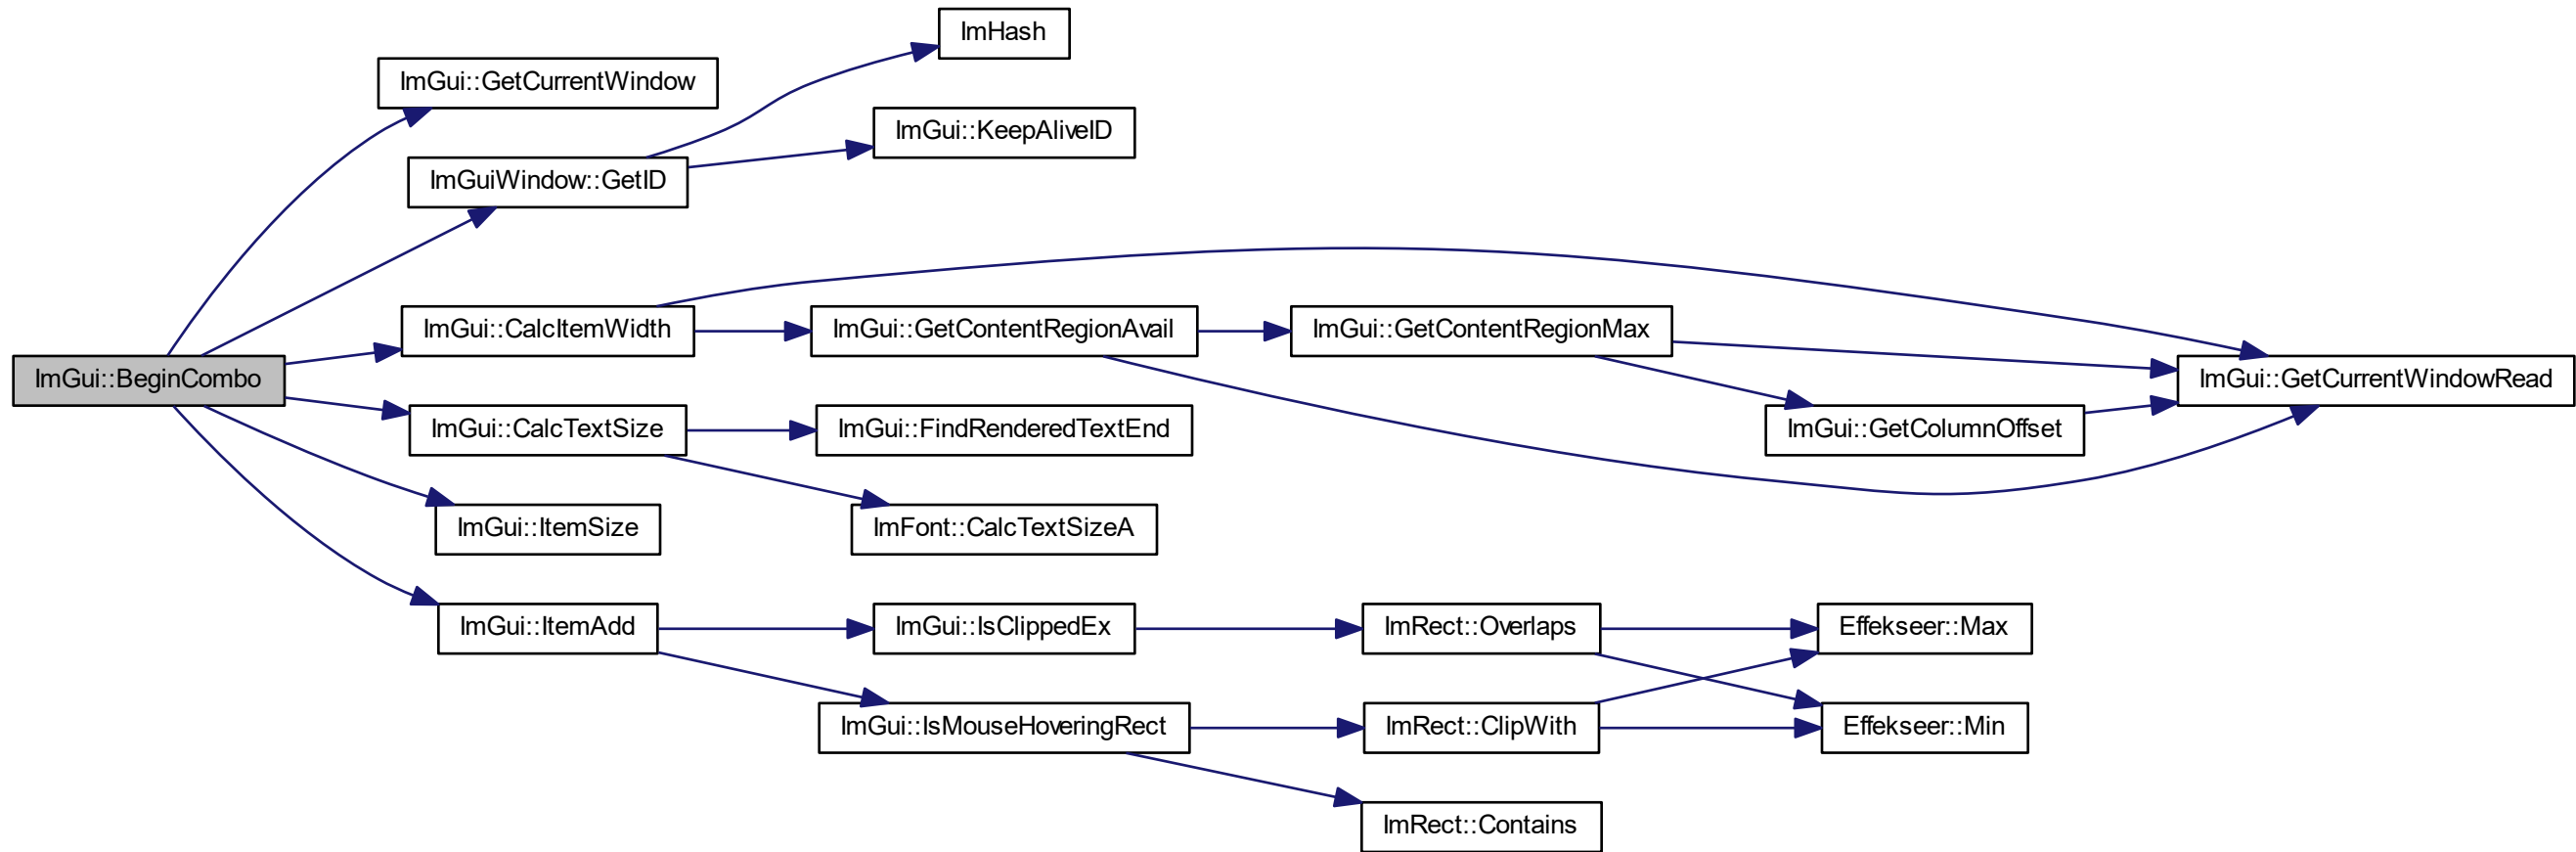 ImHash
ImGui::GetCurrentWindow
ImGui::KeepAliveID
ImGuiWindow::GetID
ImGui::CalcItemWidth
ImGui::GetContentRegionAvail
ImGui::GetContentRegionMax
ImGui::BeginCombo
ImGui::GetCurrentWindowRead
ImGui::CalcTextSize
ImGui::FindRenderedTextEnd
ImGui::GetColumnOffset
ImGui::ItemSize
ImFont::CalcTextSizeA
ImGui::ItemAdd
ImGui::IsClippedEx
ImRect::Overlaps
Effekseer::Max
ImGui::IsMouseHoveringRect
ImRect::ClipWith
Effekseer::Min
ImRect::Contains